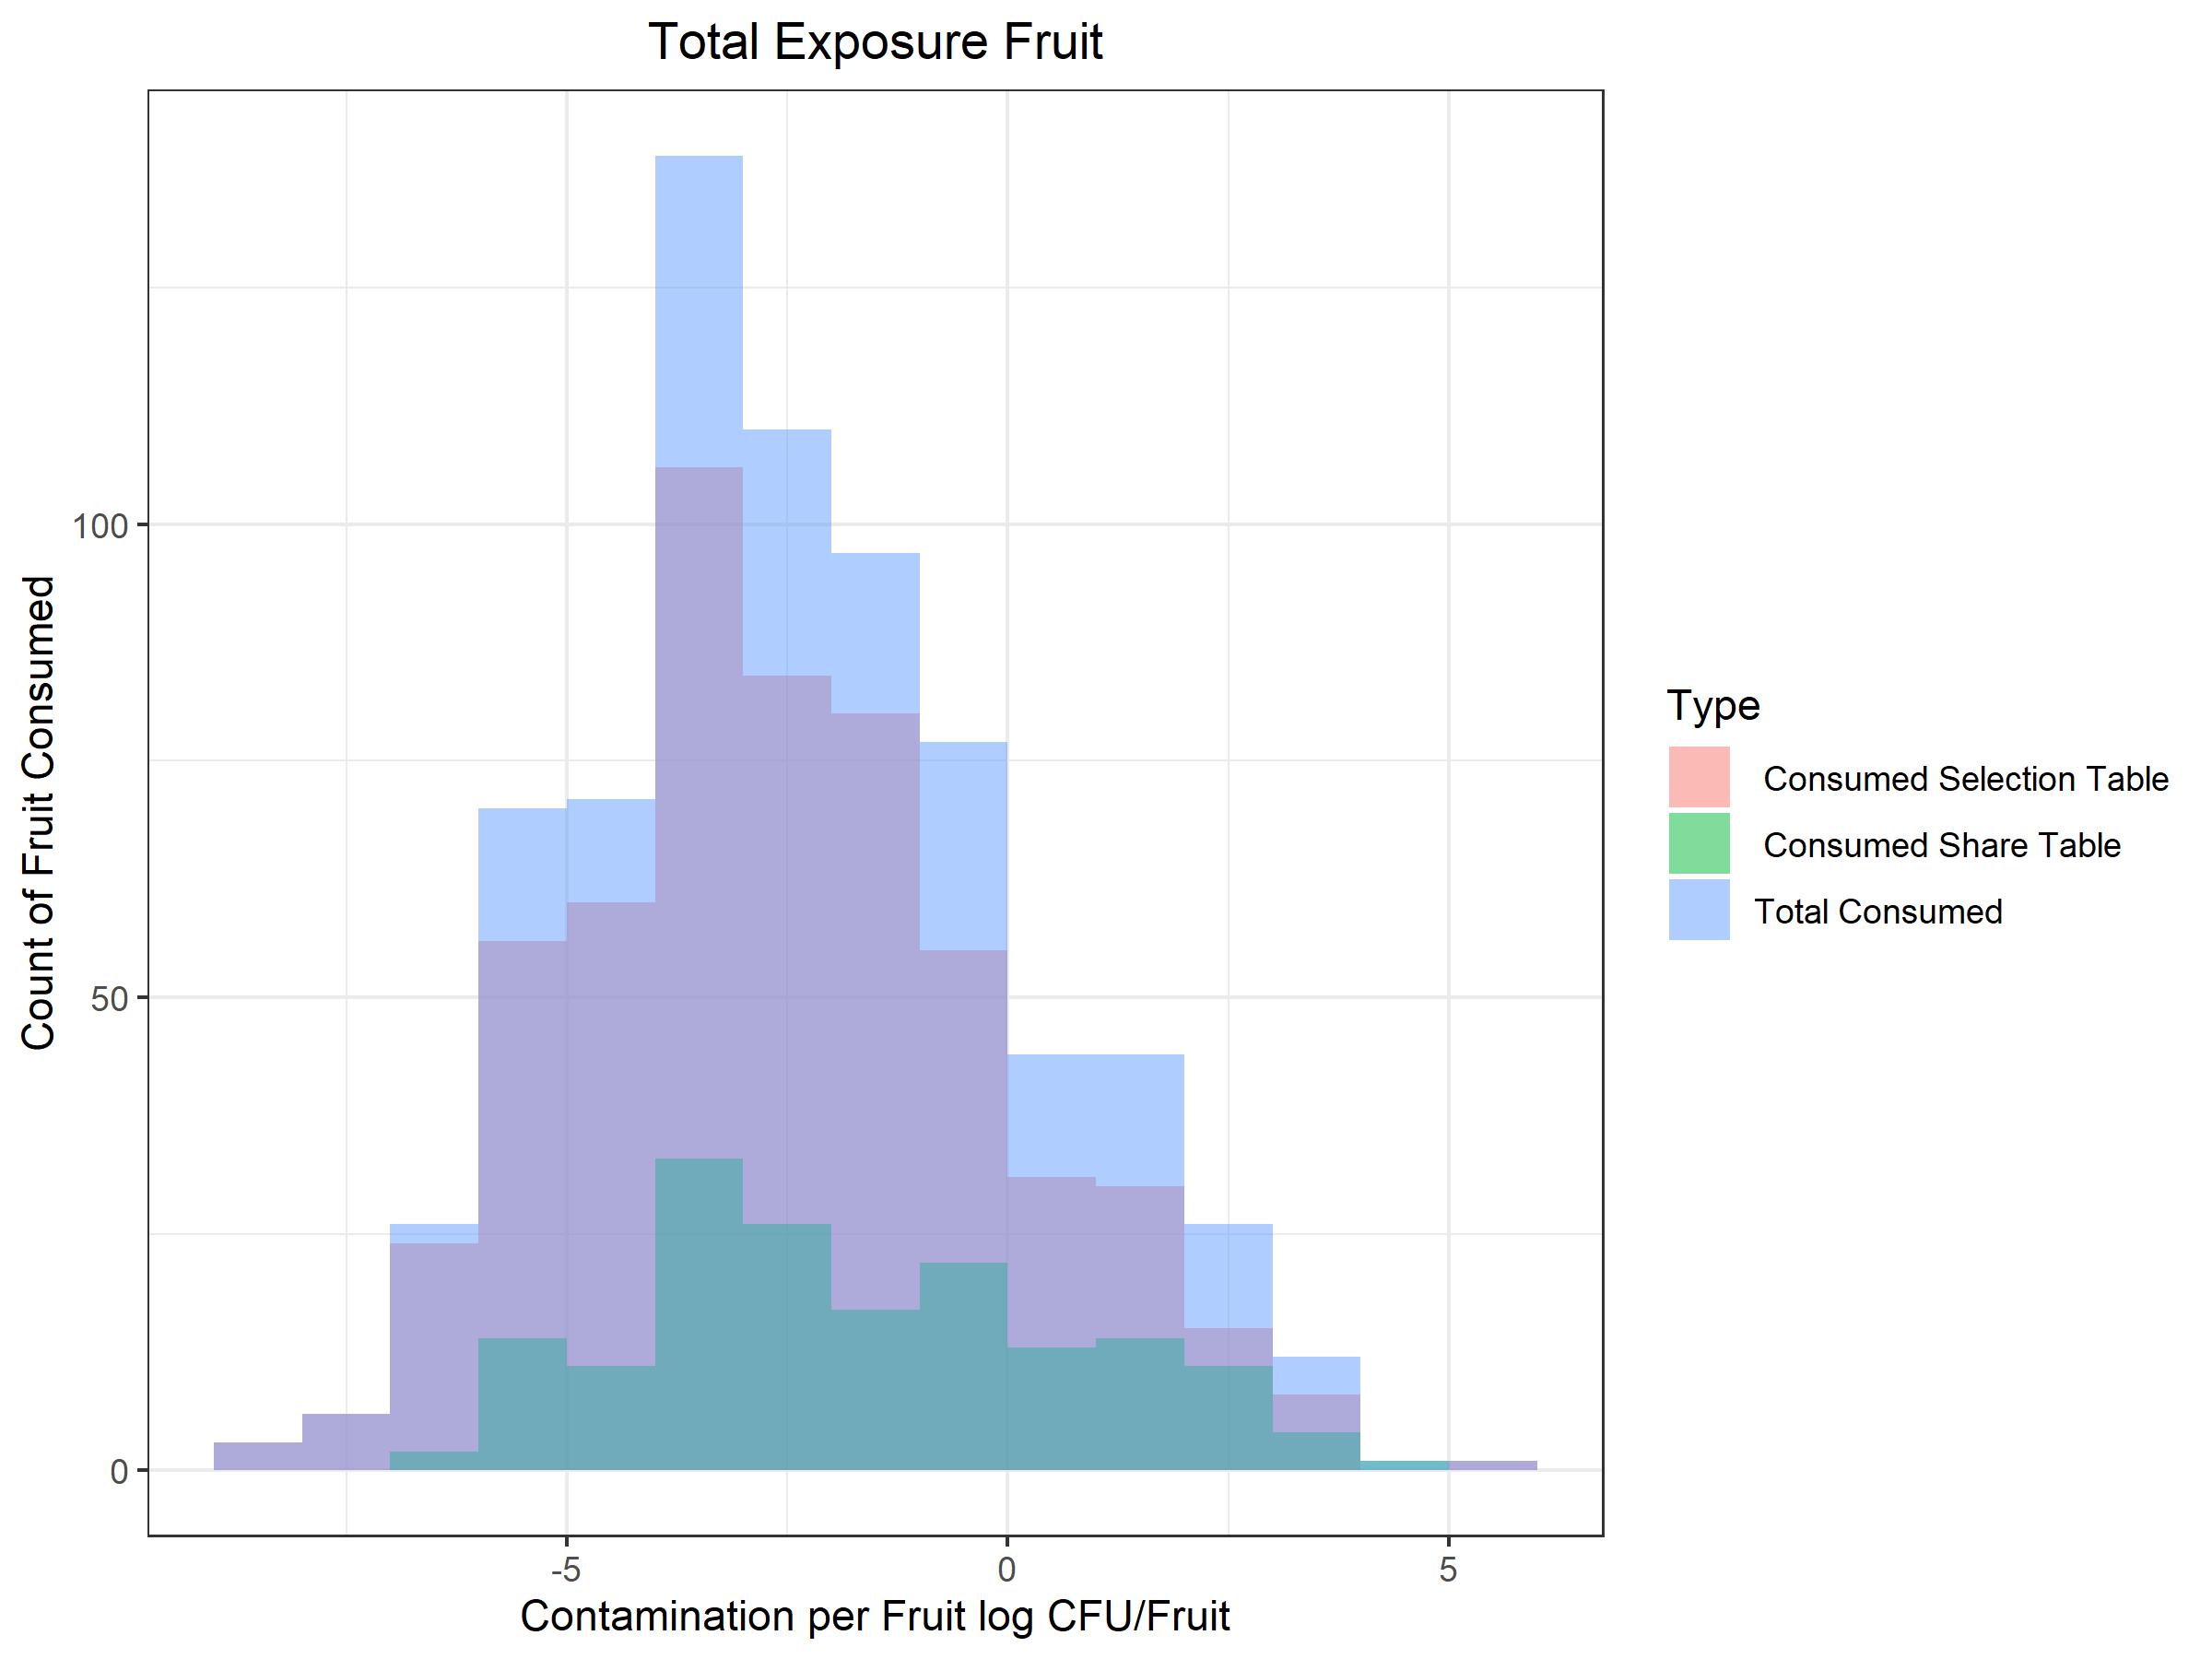 Total Exposure Fruit
Count of Fruit Consumed
100
50
0
-5
0
5
Contamination per Fruit log CFU/Fruit
Type
Consumed Selection Table
Consumed Share Table
Total Consumed